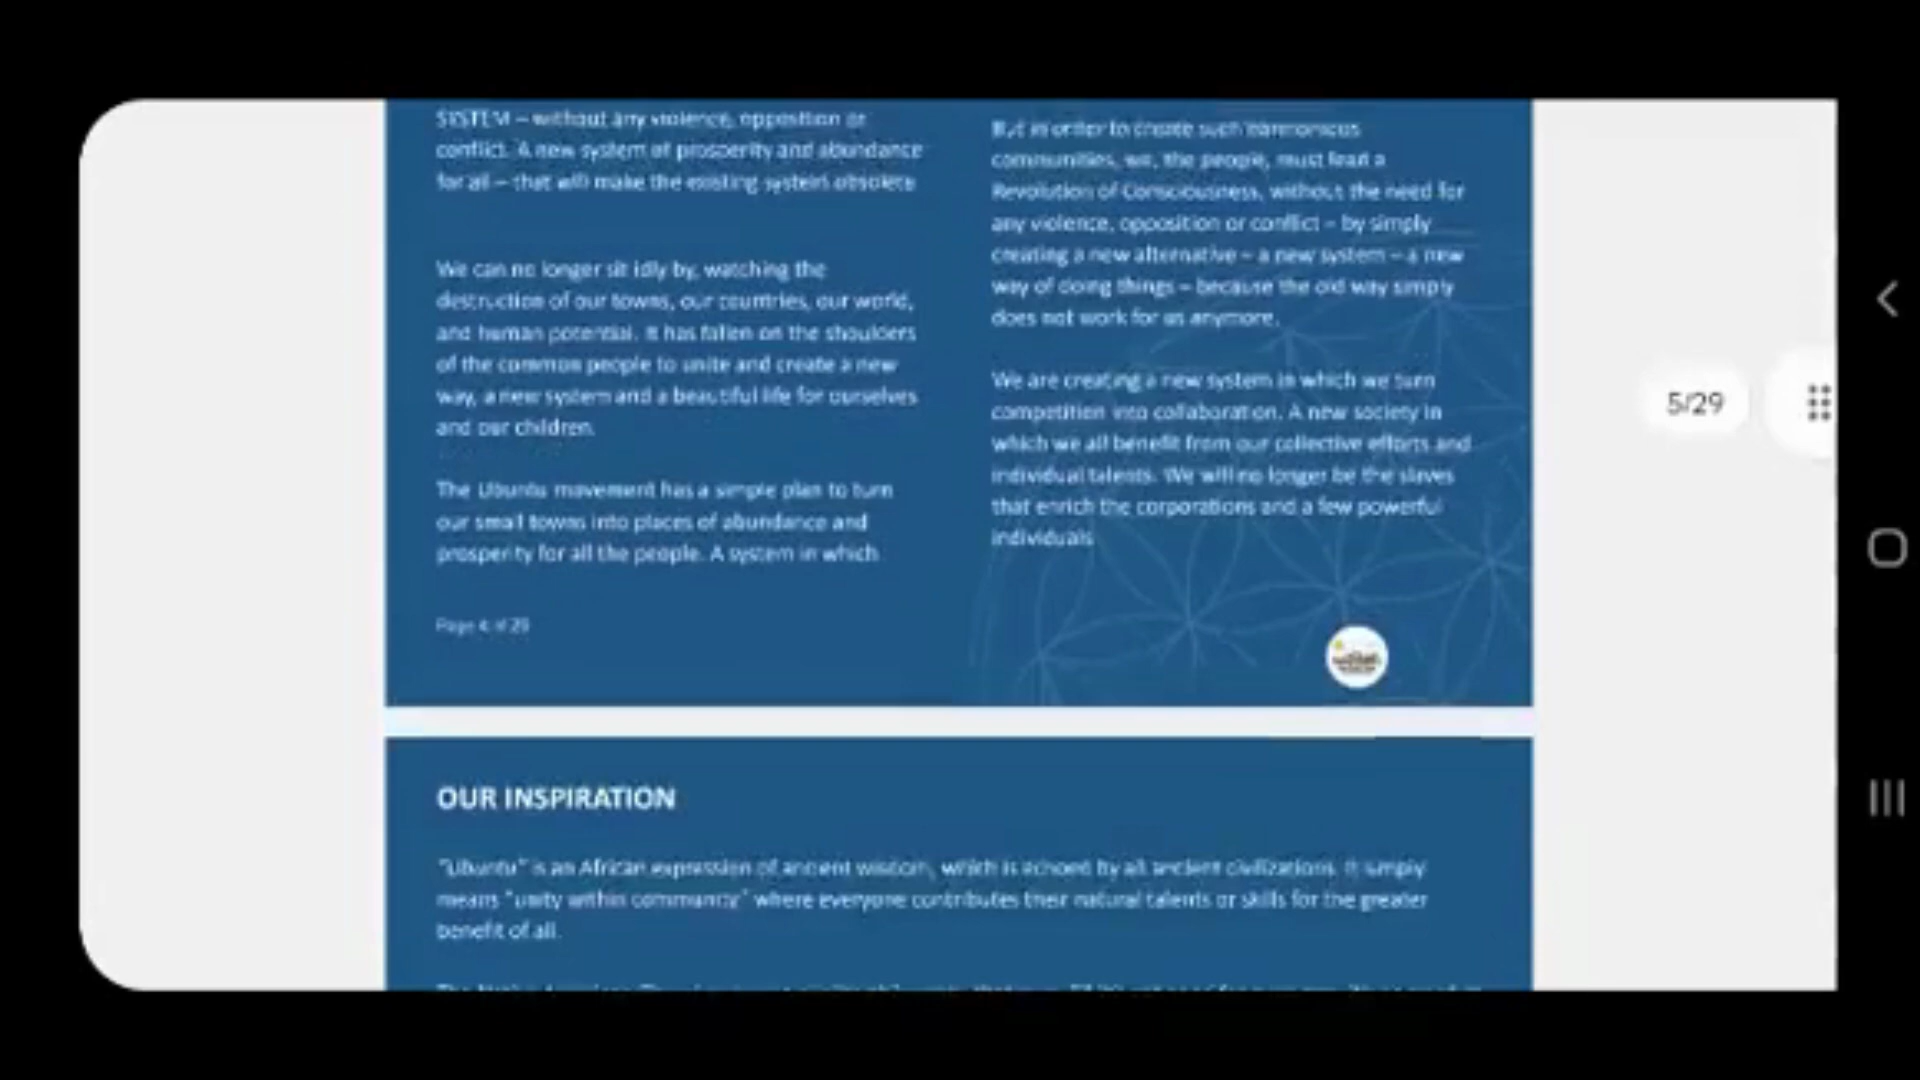 SYSTEM – without any violence, opposition or
conflict. A new system of prosperity and abundance
for all – that will make the existing system obsolete
We can no longer sit idly by, watching the
destruction of our towns, our countries, our world,
and human potential. It has fallen on the shoulders
of the common people to unite and create a new
way, a new system and a beautiful life for ourselves
and our children.
The Ubuntu movement has a simple plan to turn
our small towns into places of abundance and
prosperity for all the people. A system in which
Page 4 of 29
But in order to create such harmonious
communities, we, the people, must lead a
Revolution of Consciousness, without the need for
any violence, opposition or conflict – by simply
creating a new alternative – a new system – a new
way of doing things – because the old way simply
does not work for us anymore.
We are creating a new system in which we turn
competition into collaboration. A new society in
which we all benefit from our collective efforts and
individual talents. We will no longer be the slaves
that enrich the corporations and a few powerful
individuals
5/29
OUR INSPIRATION
"Ubuntu" is an African expression of ancient wisdom, which is echoed by all ancient civilizations. It simply
means "unity within community" where everyone contributes their natural talents or skills for the greater
benefit of all.